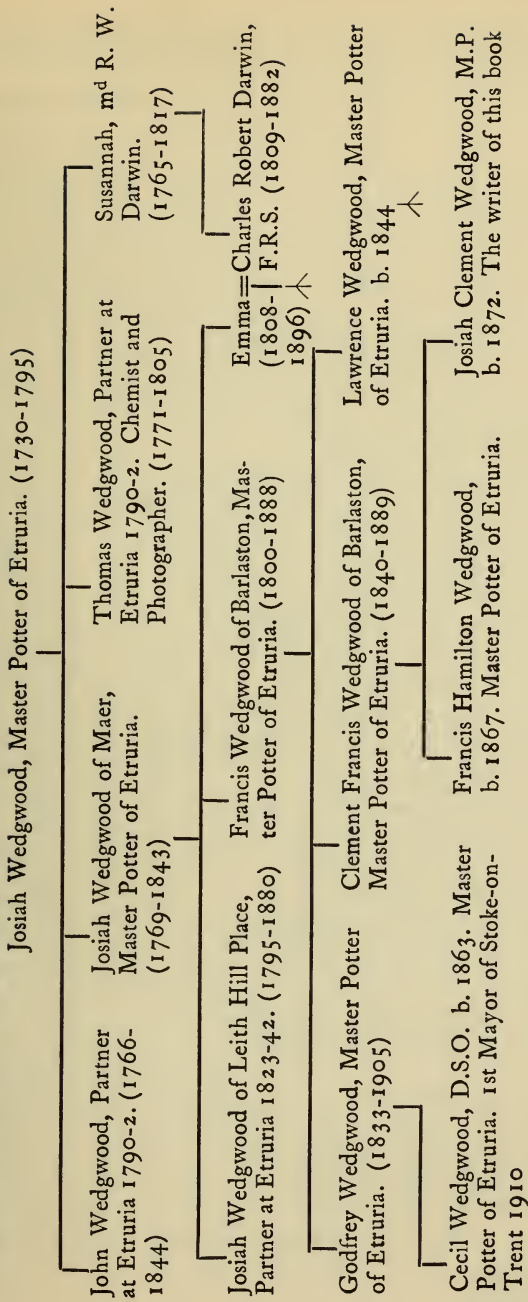 Josiah Wedgwood, Master Potter of Etruria. (1730-1795)
John Wedgwood, Partner
at Etruria 1790-2. (1766-
1844)
Josiah Wedgwood of Maer,
Master Potter of Etruria.
(1769-1843)
Thomas Wedgwood, Partner at
Etruria 1790-2. Chemist and
Photographer. (1771-1805)
Susannah, md R. W.
Darwin.
(1765-1817)
Josiah Wedgwood of Leith Hill Place,
Partner at Etruria 1823-42. (1795-1880)
Francis Wedgwood of Barlaston, Mas-
ter Potter of Etruria. (1800-1888)
Emma=Charles Robert Darwin,
(1808- F.R.S. (1809-1882)
1896)
Godfrey Wedgwood, Master Potter
of Etruria. (1833-1905)
Clement Francis Wedgwood of Barlaston,
Master Potter of Etruria. (1840-1889)
Lawrence Wedgwood, Master Potter
of Etruria. b. 1844
Cecil Wedgwood, D.S.O. b. 1863. Master
Potter of Etruria. 1st Mayor of Stoke-on-
Trent 1910
Francis Hamilton Wedgwood,
b. 1867. Master Potter of Etruria.
Josiah Clement Wedgwood, M.P.
b. 1872. The writer of this book